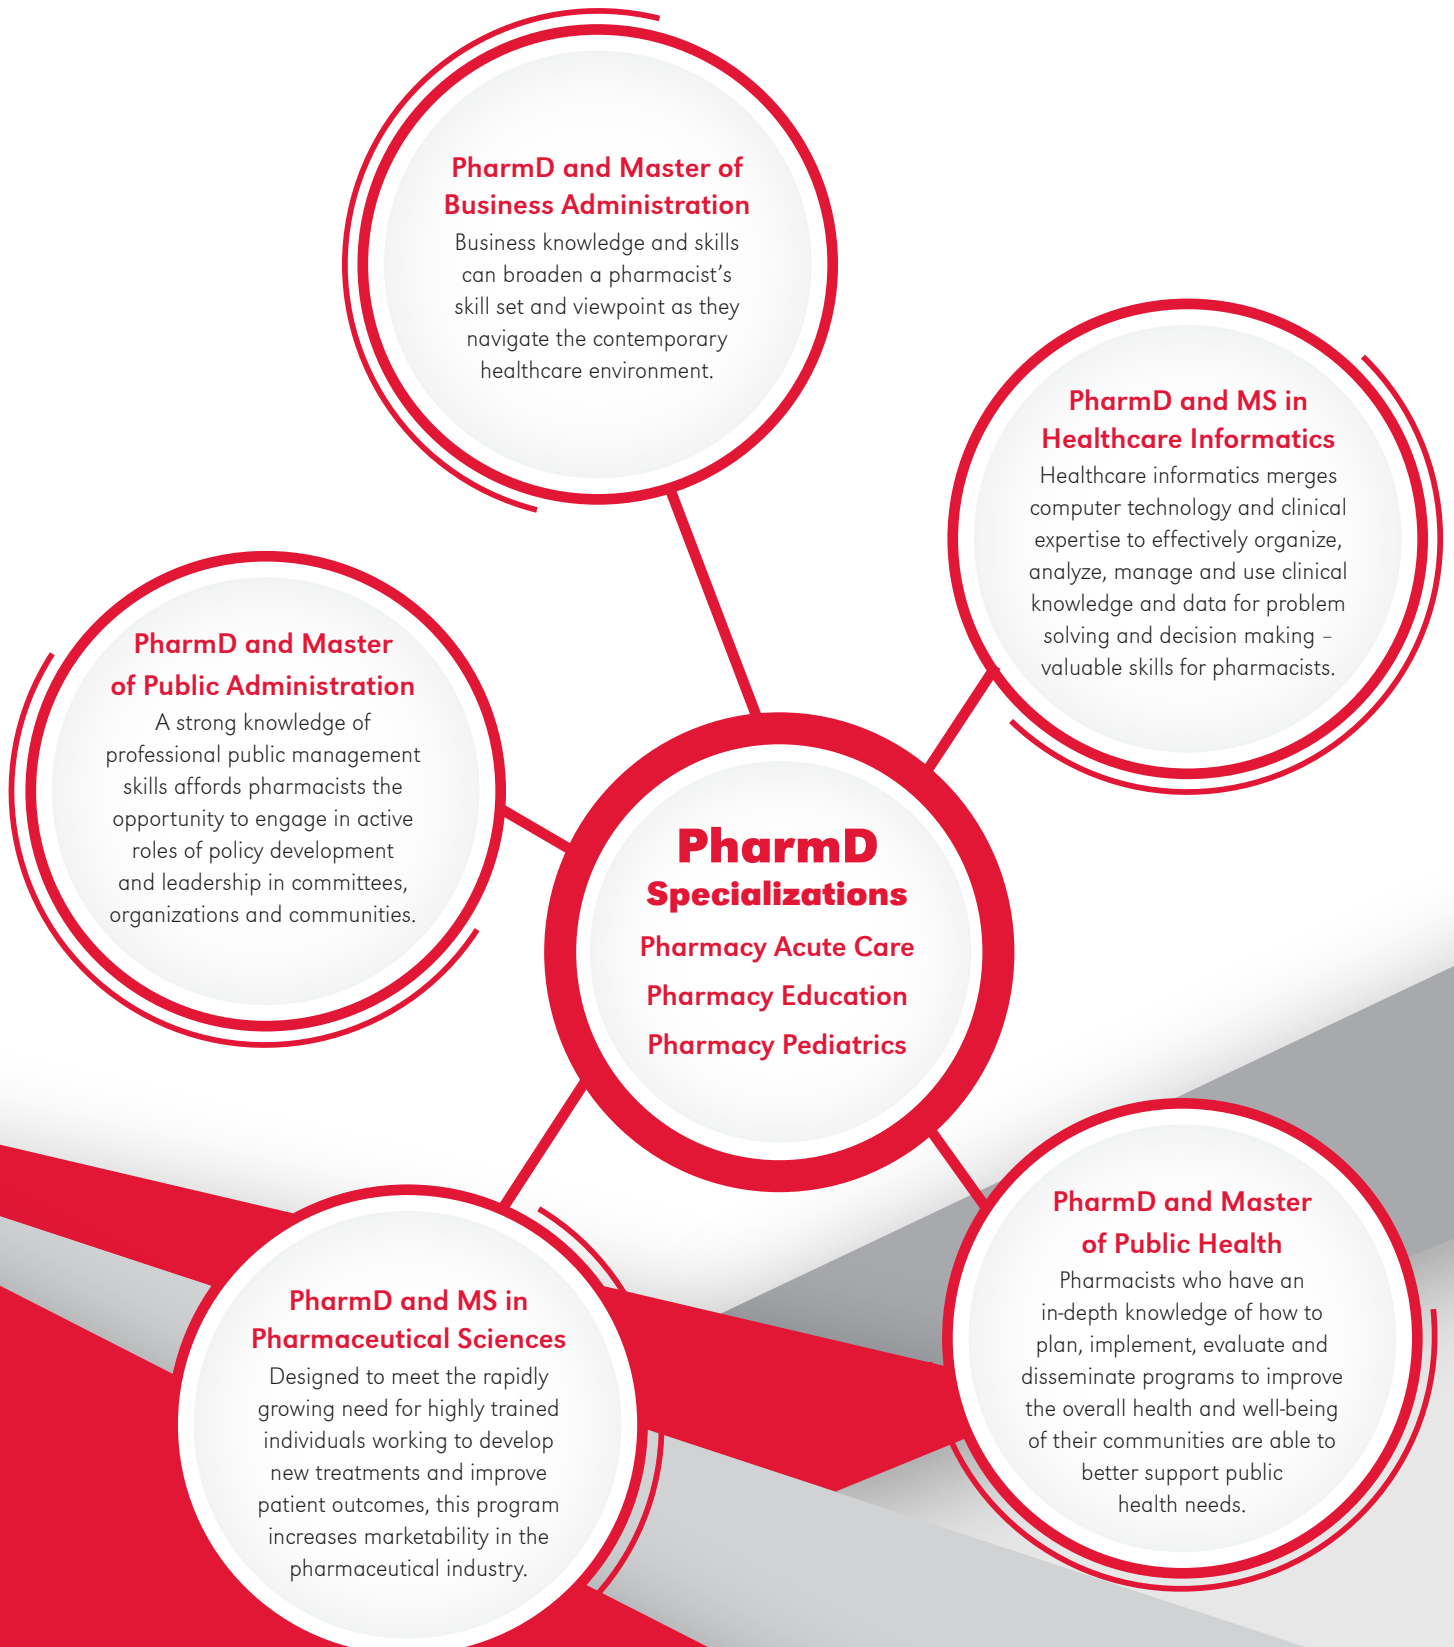 PharmD and Master of
Business Administration
Business knowledge and skills
can broaden a pharmacist’s
skill set and viewpoint as they
navigate the contemporary
healthcare environment.
PharmD and MS in
Healthcare Informatics
Healthcare informatics merges
computer technology and clinical
expertise to effectively organize,
analyze, manage and use clinical
knowledge and data for problem
solving and decision making –
valuable skills for pharmacists.
PharmD and Master
of Public Administration
A strong knowledge of
professional public management
skills affords pharmacists the
opportunity to engage in active
roles of policy development
and leadership in committees,
organizations and communities.
PharmD
Specializations
Pharmacy Acute Care
Pharmacy Education
Pharmacy Pediatrics
PharmD and Master
of Public Health
Pharmacists who have an
in-depth knowledge of how to
plan, implement, evaluate and
disseminate programs to improve
the overall health and well-being
of their communities are able to
better support public
health needs.
PharmD and MS in
Pharmaceutical Sciences
Designed to meet the rapidly
growing need for highly trained
individuals working to develop
new treatments and improve
patient outcomes, this program
increases marketability in the
pharmaceutical industry.